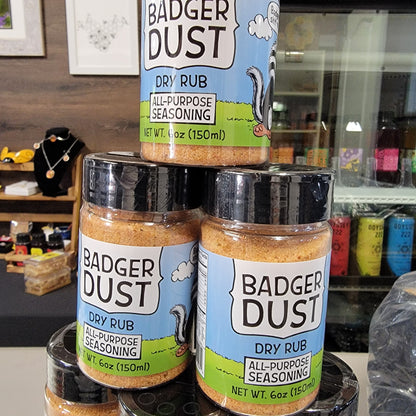 BADGER
DUST
DRY RUB
ALL-PURPOSE
SEASONING
NET WT. 6oz (150ml)
BADGER
DUST
DRY RUB
ALL-PURPOSE
SEASONING
NET WT. 6oz (150ml)
BADGER
DUST
DRY RUB
ALL-PURPOSE
SEASONING
NET WT. 6oz (150ml)